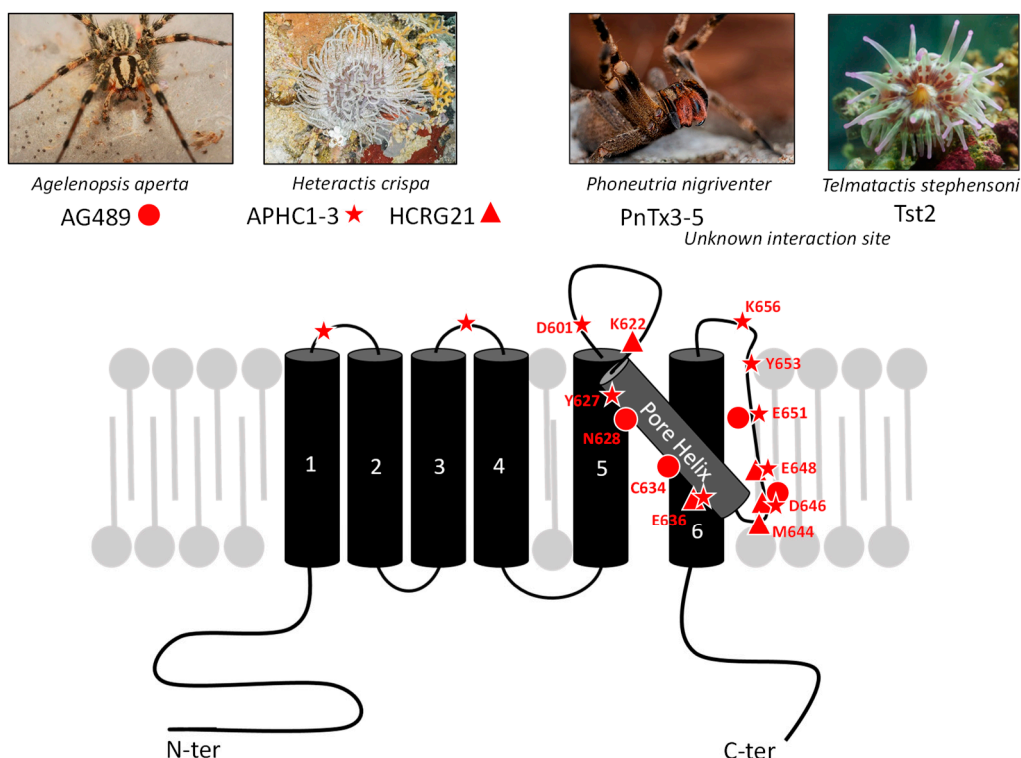 Agelenopsis aperta
Heteractis crispa
Phoneutria nigriventer
Telmatactis stephensoni
AG489
APHC1-3
HCRG21
PnTx3-5
Tst2
Unknown interaction site
K656
D601
K622
Y653
Y627
E651
N628
Pore Helix
1
2
3
4
5
E648
C634
D646
E636
6
M644
N-ter
C-ter